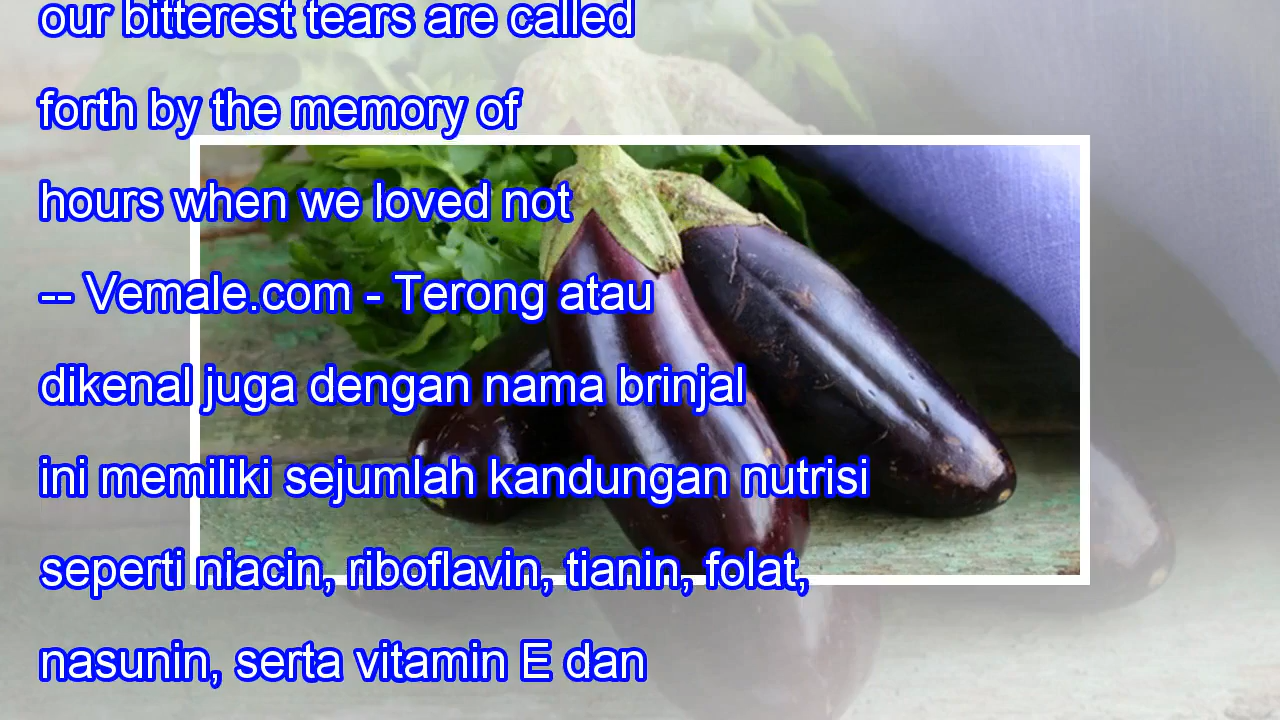 our bitterest tears are called
forth by the memory of
hours when we loved not
-- Vemale.com - Terong atau
dikenal juga dengan nama brinjal
ini memiliki sejumlah kandungan nutrisi
seperti niacin, riboflavin, tianin, folat,
nasunin, serta vitamin E dan